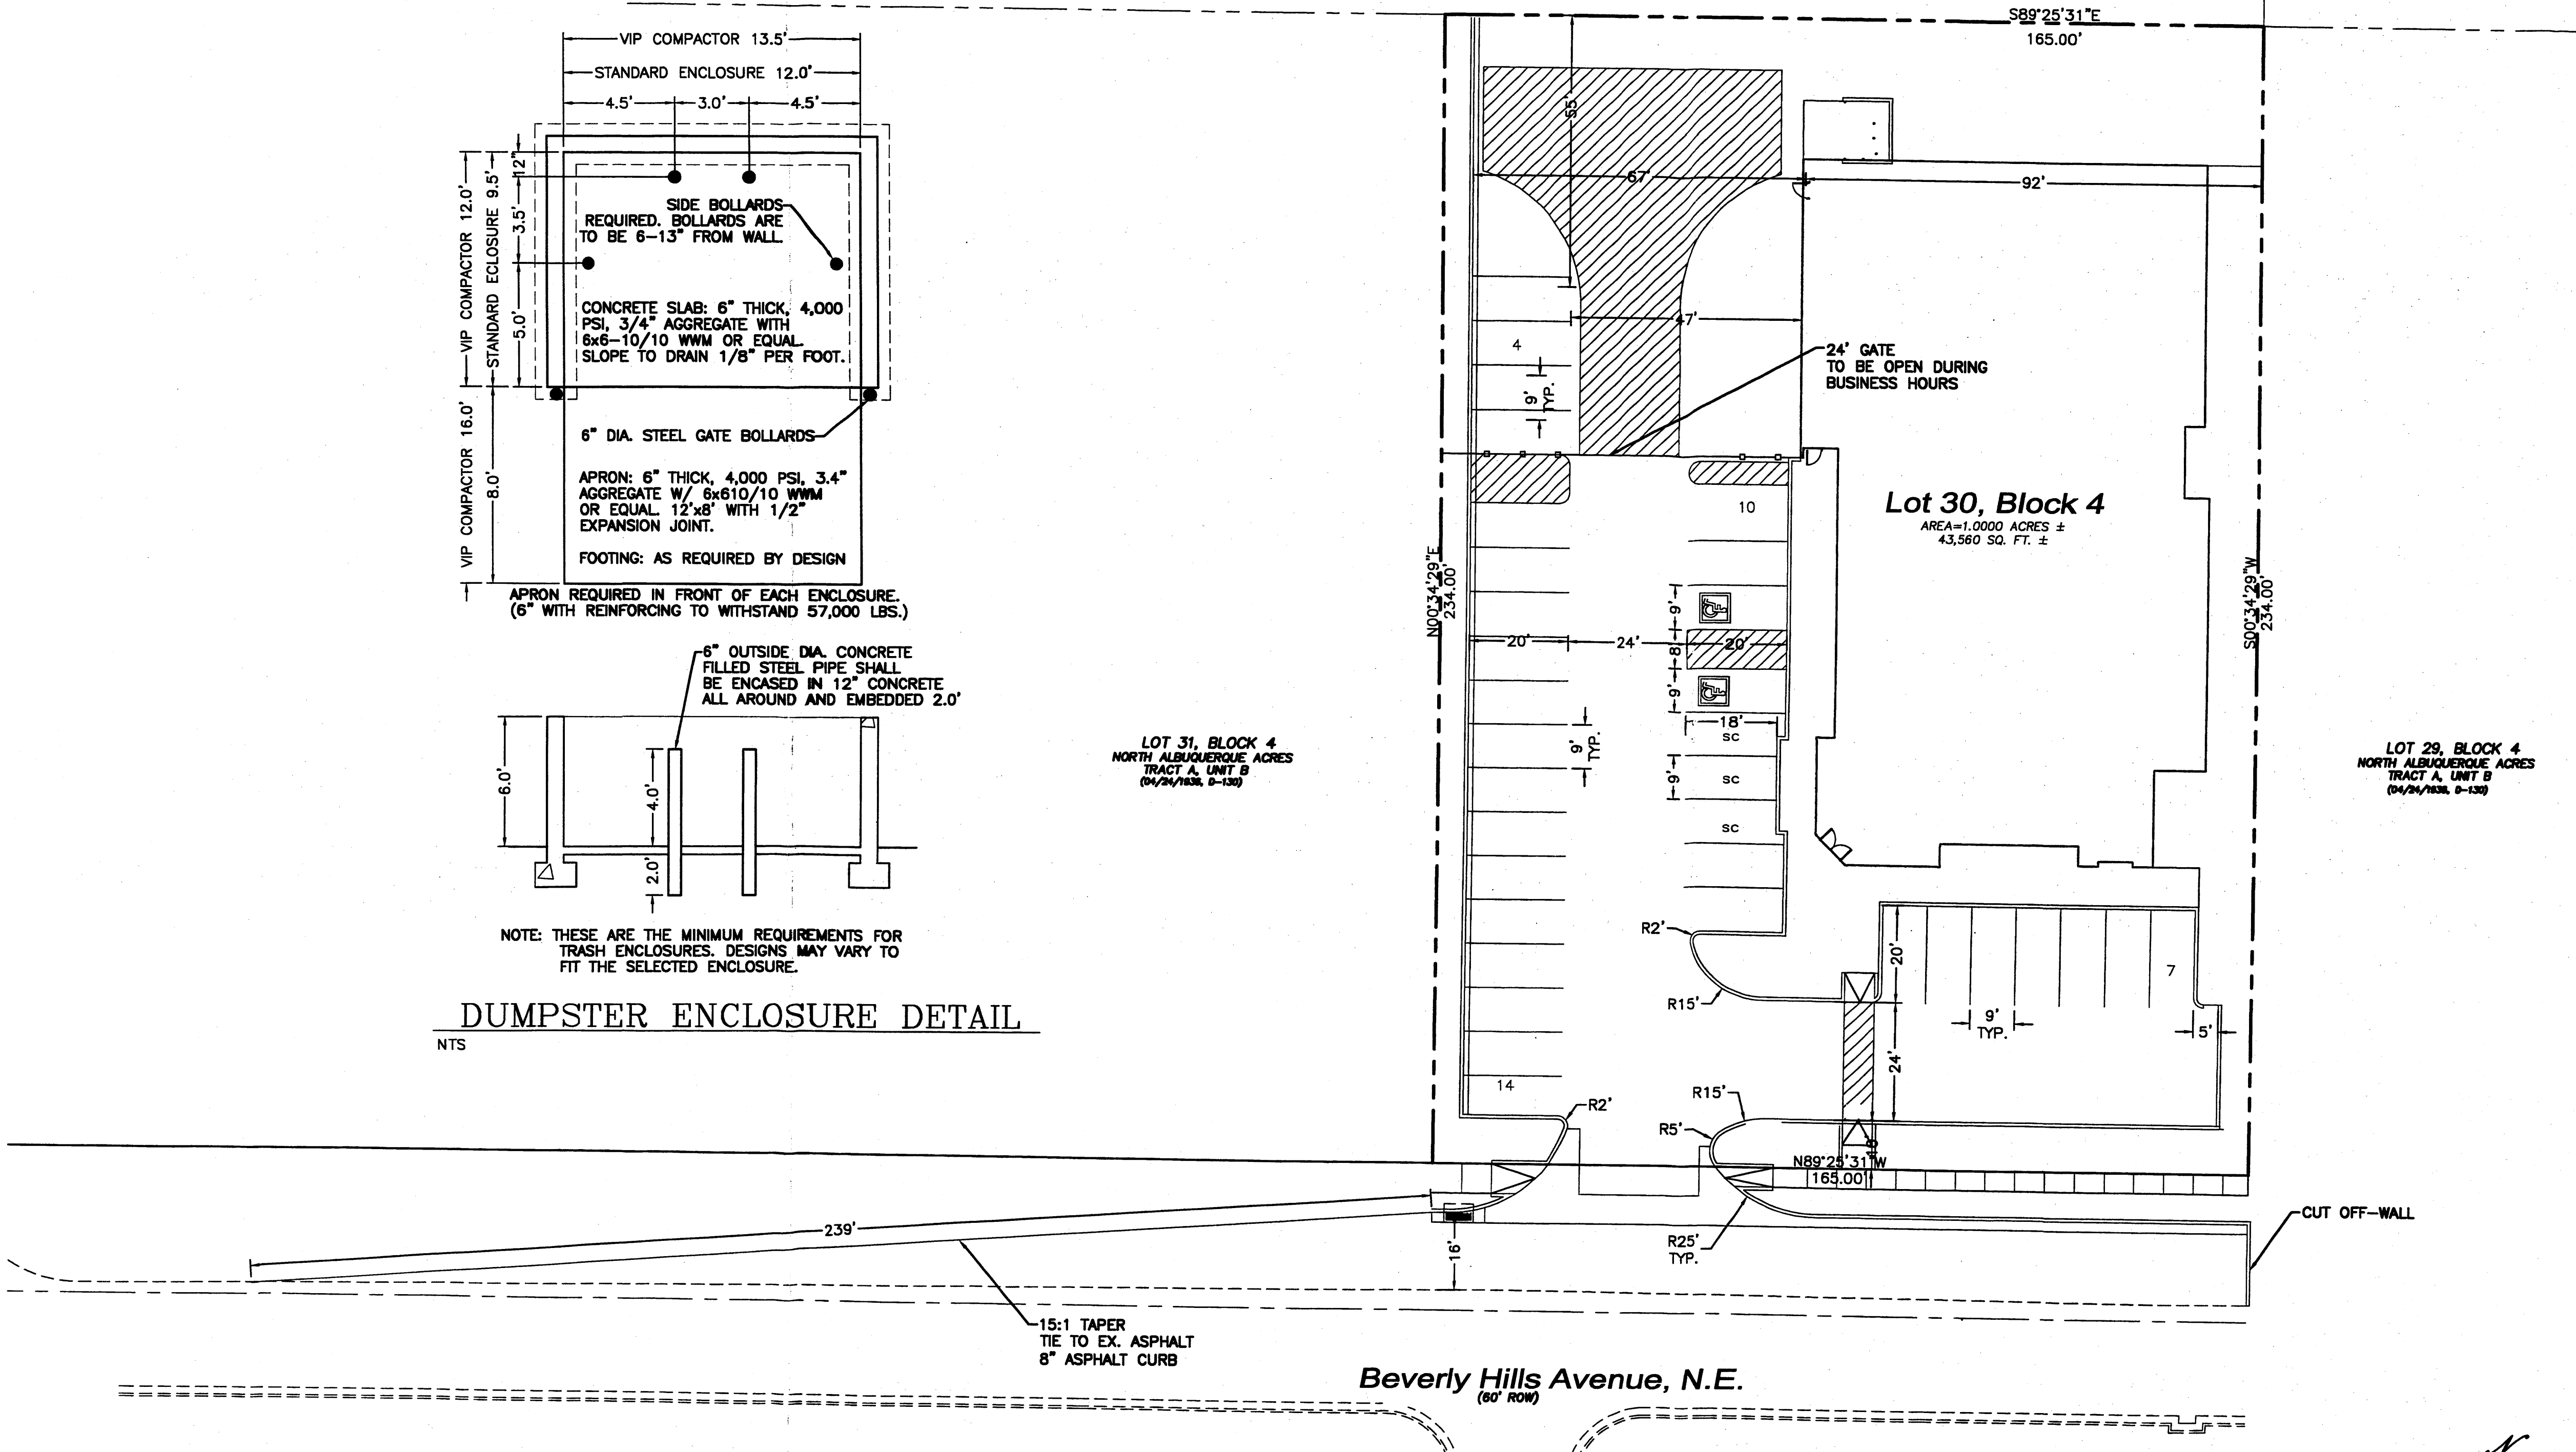 VIP COMPACTOR 13.5'
STANDARD ENCLOSURE 12.0'
4.5'
3.0'
4.5'
VIP COMPACTOR 12.0'
STANDARD ECLOSURE 9.5'
12"
3.5'
5.0'
SIDE BOLLARDS
REQUIRED. BOLLARDS ARE
TO BE 6-13" FROM WALL.
CONCRETE SLAB: 6" THICK, 4,000
PSI, 3/4" AGGREGATE WITH
6x6-10/10 WWM OR EQUAL.
SLOPE TO DRAIN 1/8" PER FOOT.
VIP COMPACTOR 16.0'
8.0'
6" DIA. STEEL GATE BOLLARDS
APRON: 6" THICK, 4,000 PSI, 3.4"
AGGREGATE W/ 6x610/10 WWM
OR EQUAL. 12'x8' WITH 1/2"
EXPANSION JOINT.
FOOTING: AS REQUIRED BY DESIGN
APRON REQUIRED IN FRONT OF EACH ENCLOSURE.
(6" WITH REINFORCING TO WITHSTAND 57,000 LBS.)
6" OUTSIDE DIA. CONCRETE
FILLED STEEL PIPE SHALL
BE ENCASED IN 12" CONCRETE
ALL AROUND AND EMBEDDED 2.0'
6.0'
4.0'
2.0'
NOTE: THESE ARE THE MINIMUM REQUIREMENTS FOR
TRASH ENCLOSURES. DESIGNS MAY VARY TO
FIT THE SELECTED ENCLOSURE.
DUMPSTER ENCLOSURE DETAIL
NTS
S89°25'31"E
165.00'
55'
67'
92'
47'
4
9'
TYP.
24' GATE
TO BE OPEN DURING
BUSINESS HOURS
10
Lot 30, Block 4
AREA=1.0000 ACRES ±
43,560 SQ. FT. ±
N00°34'29"E
234.00'
S00°34'29"W
234.00'
9'
20'
24'
8'
20'
9'
18'
SC
9'
TYP.
9'
SC
SC
LOT 31, BLOCK 4
NORTH ALBUQUERQUE ACRES
TRACT A, UNIT B
(04/24/1936, D-130)
LOT 29, BLOCK 4
NORTH ALBUQUERQUE ACRES
TRACT A, UNIT B
(04/24/1936, D-130)
R2'
R15'
20'
7
9'
TYP.
5'
24'
14
R2'
R15'
R5'
N89°25'31"W
165.00'
239'
16'
R25'
TYP.
CUT OFF-WALL
15:1 TAPER
TIE TO EX. ASPHALT
8" ASPHALT CURB
Beverly Hills Avenue, N.E.
(60' ROW)
N